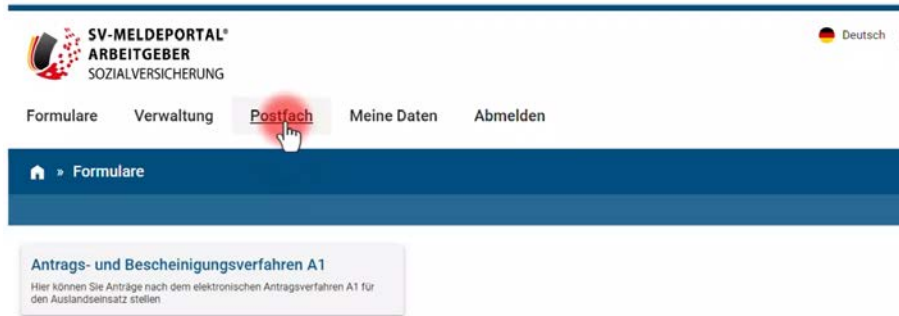 SV-MELDEPORTAL®
ARBEITGEBER
SOZIALVERSICHERUNG
Deutsch
Formulare Verwaltung Postfach Meine Daten Abmelden
» Formulare
Antrags- und Bescheinigungsverfahren A1
Hier können Sie Anträge nach dem elektronischen Antragsverfahren A1 für
den Auslandseinsatz stellen